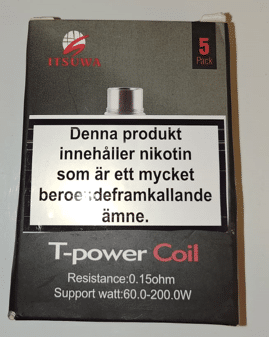 5
Pack
Denna produkt
innehåller nikotin
som är ett mycket
beroendeframkallande
ämne.
T-power Coil
Resistance:0.15ohm
Support watt:60.0-200.0W